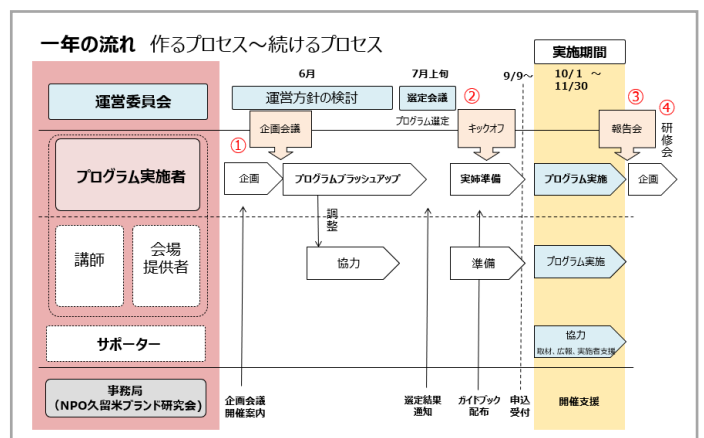 一年の流れ 作るプロセス～続けるプロセス
実施期間
6月
7月上旬
9/9～
10/1 ～
11/30
運営委員会
運営方針の検討
選定会議
②
③
④
プログラム選定
①
企画会議
キックオフ
報告会
研修会
プログラム実施者
企画
プログラムブラッシュアップ
実姉準備
プログラム実施
企画
調整
講師
会場
提供者
協力
準備
プログラム実施
サポーター
協力
取材、広報、実施者支援
事務局
（NPO久留米ブランド研究会）
企画会議
開催案内
選定結果
通知
ガイドブック
配布
申込
受付
開催支援